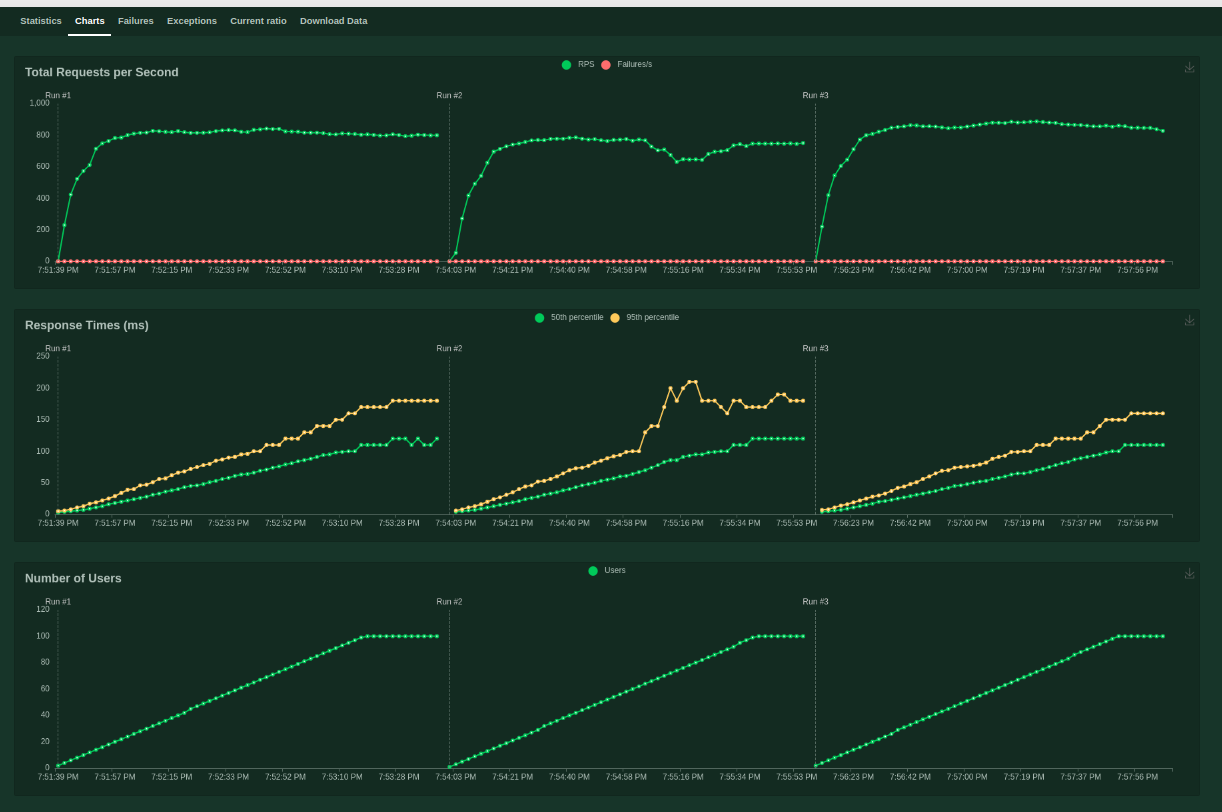 Statistics Charts Failures Exceptions Current ratio Download Data
Total Requests per Second
RPS Failures/s
Run #1 Run #2 Run #3
1,000
800
600
400
200
0
7:51:39 PM 7:51:57 PM 7:52:15 PM 7:52:33 PM 7:52:52 PM 7:53:10 PM 7:53:28 PM 7:54:03 PM 7:54:21 PM 7:54:40 PM 7:54:58 PM 7:55:16 PM 7:55:34 PM 7:55:53 PM 7:56:23 PM 7:56:42 PM 7:57:00 PM 7:57:19 PM 7:57:37 PM 7:57:56 PM
Response Times (ms)
50th percentile 95th percentile
Run #1 Run #2 Run #3
250
200
150
100
50
0
7:51:39 PM 7:51:57 PM 7:52:15 PM 7:52:33 PM 7:52:52 PM 7:53:10 PM 7:53:28 PM 7:54:03 PM 7:54:21 PM 7:54:40 PM 7:54:58 PM 7:55:16 PM 7:55:34 PM 7:55:53 PM 7:56:23 PM 7:56:42 PM 7:57:00 PM 7:57:19 PM 7:57:37 PM 7:57:56 PM
Number of Users
Users
Run #1 Run #2 Run #3
120
100
80
60
40
20
0
7:51:39 PM 7:51:57 PM 7:52:15 PM 7:52:33 PM 7:52:52 PM 7:53:10 PM 7:53:28 PM 7:54:03 PM 7:54:21 PM 7:54:40 PM 7:54:58 PM 7:55:16 PM 7:55:34 PM 7:55:53 PM 7:56:23 PM 7:56:42 PM 7:57:00 PM 7:57:19 PM 7:57:37 PM 7:57:56 PM